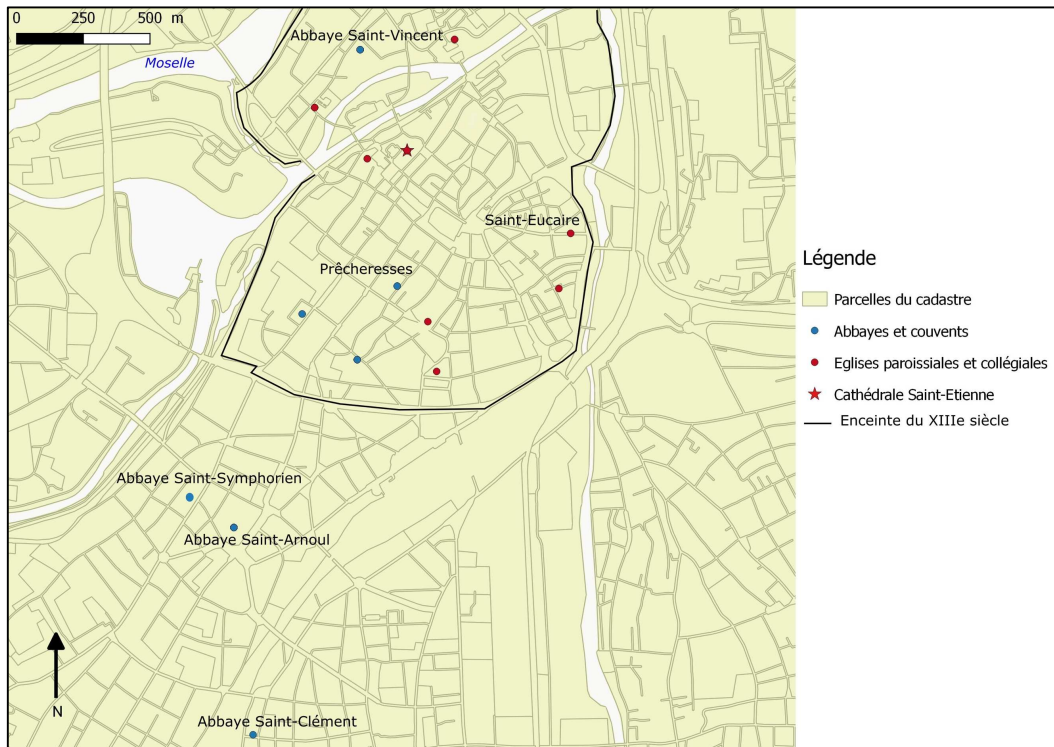 0 250 500 m
Abbaye Saint-Vincent
Moselle
Saint-Eucaire
Prêcheresses
Abbaye Saint-Symphorien
Abbaye Saint-Arnoul
Abbaye Saint-Clément
N
Légende
Parcelles du cadastre
Abbayes et couvents
Eglises paroissiales et collégiales
Cathédrale Saint-Etienne
Enceinte du XIIIe siècle